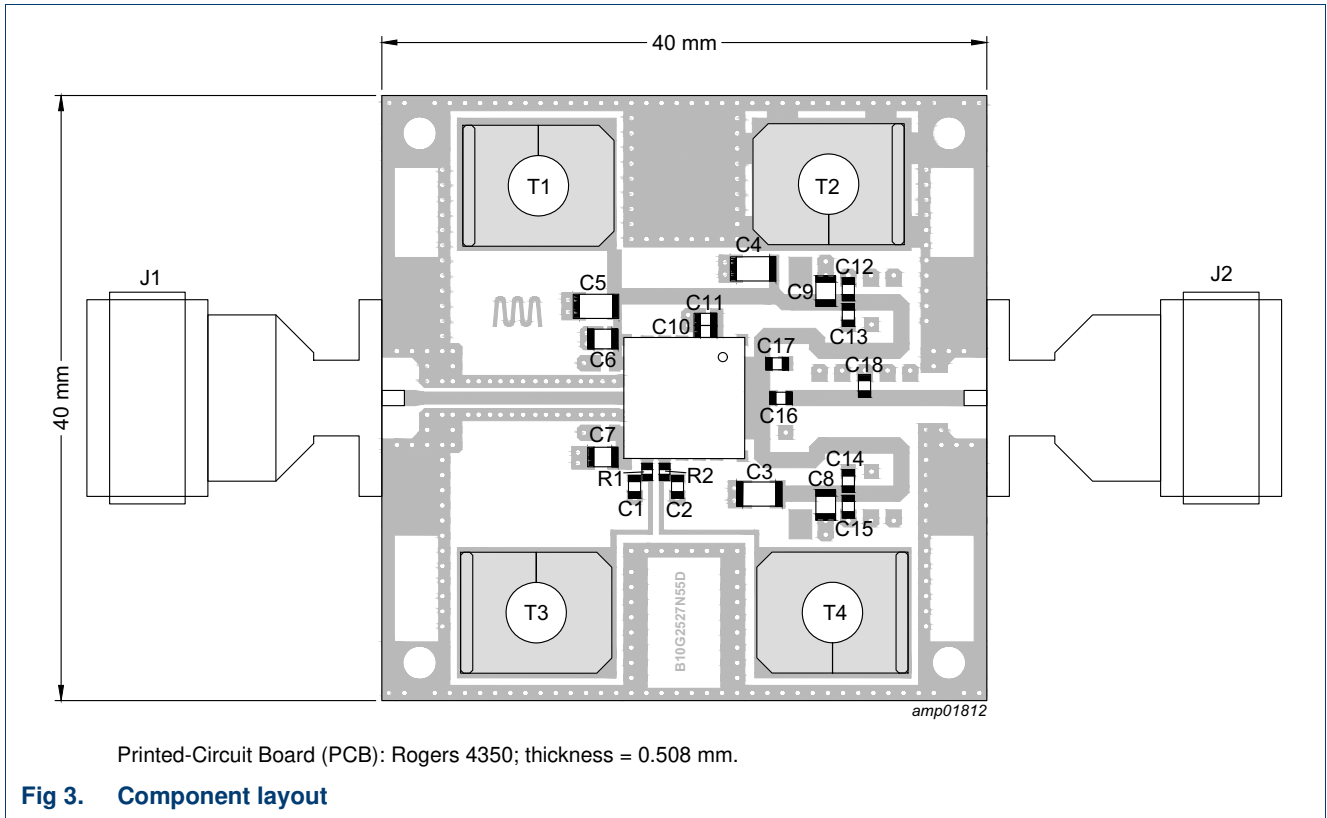 40 mm
T1
T2
C4
C12
J1
J2
C5
C9
C11
C13
C10
C17
C6
C18
40 mm
C16
C7
C14
R1
R2
C3
C8
C1
C2
C15
B10G2527N55D
T3
T4
amp01812
Printed-Circuit Board (PCB): Rogers 4350; thickness = 0.508 mm.
Fig 3. Component layout